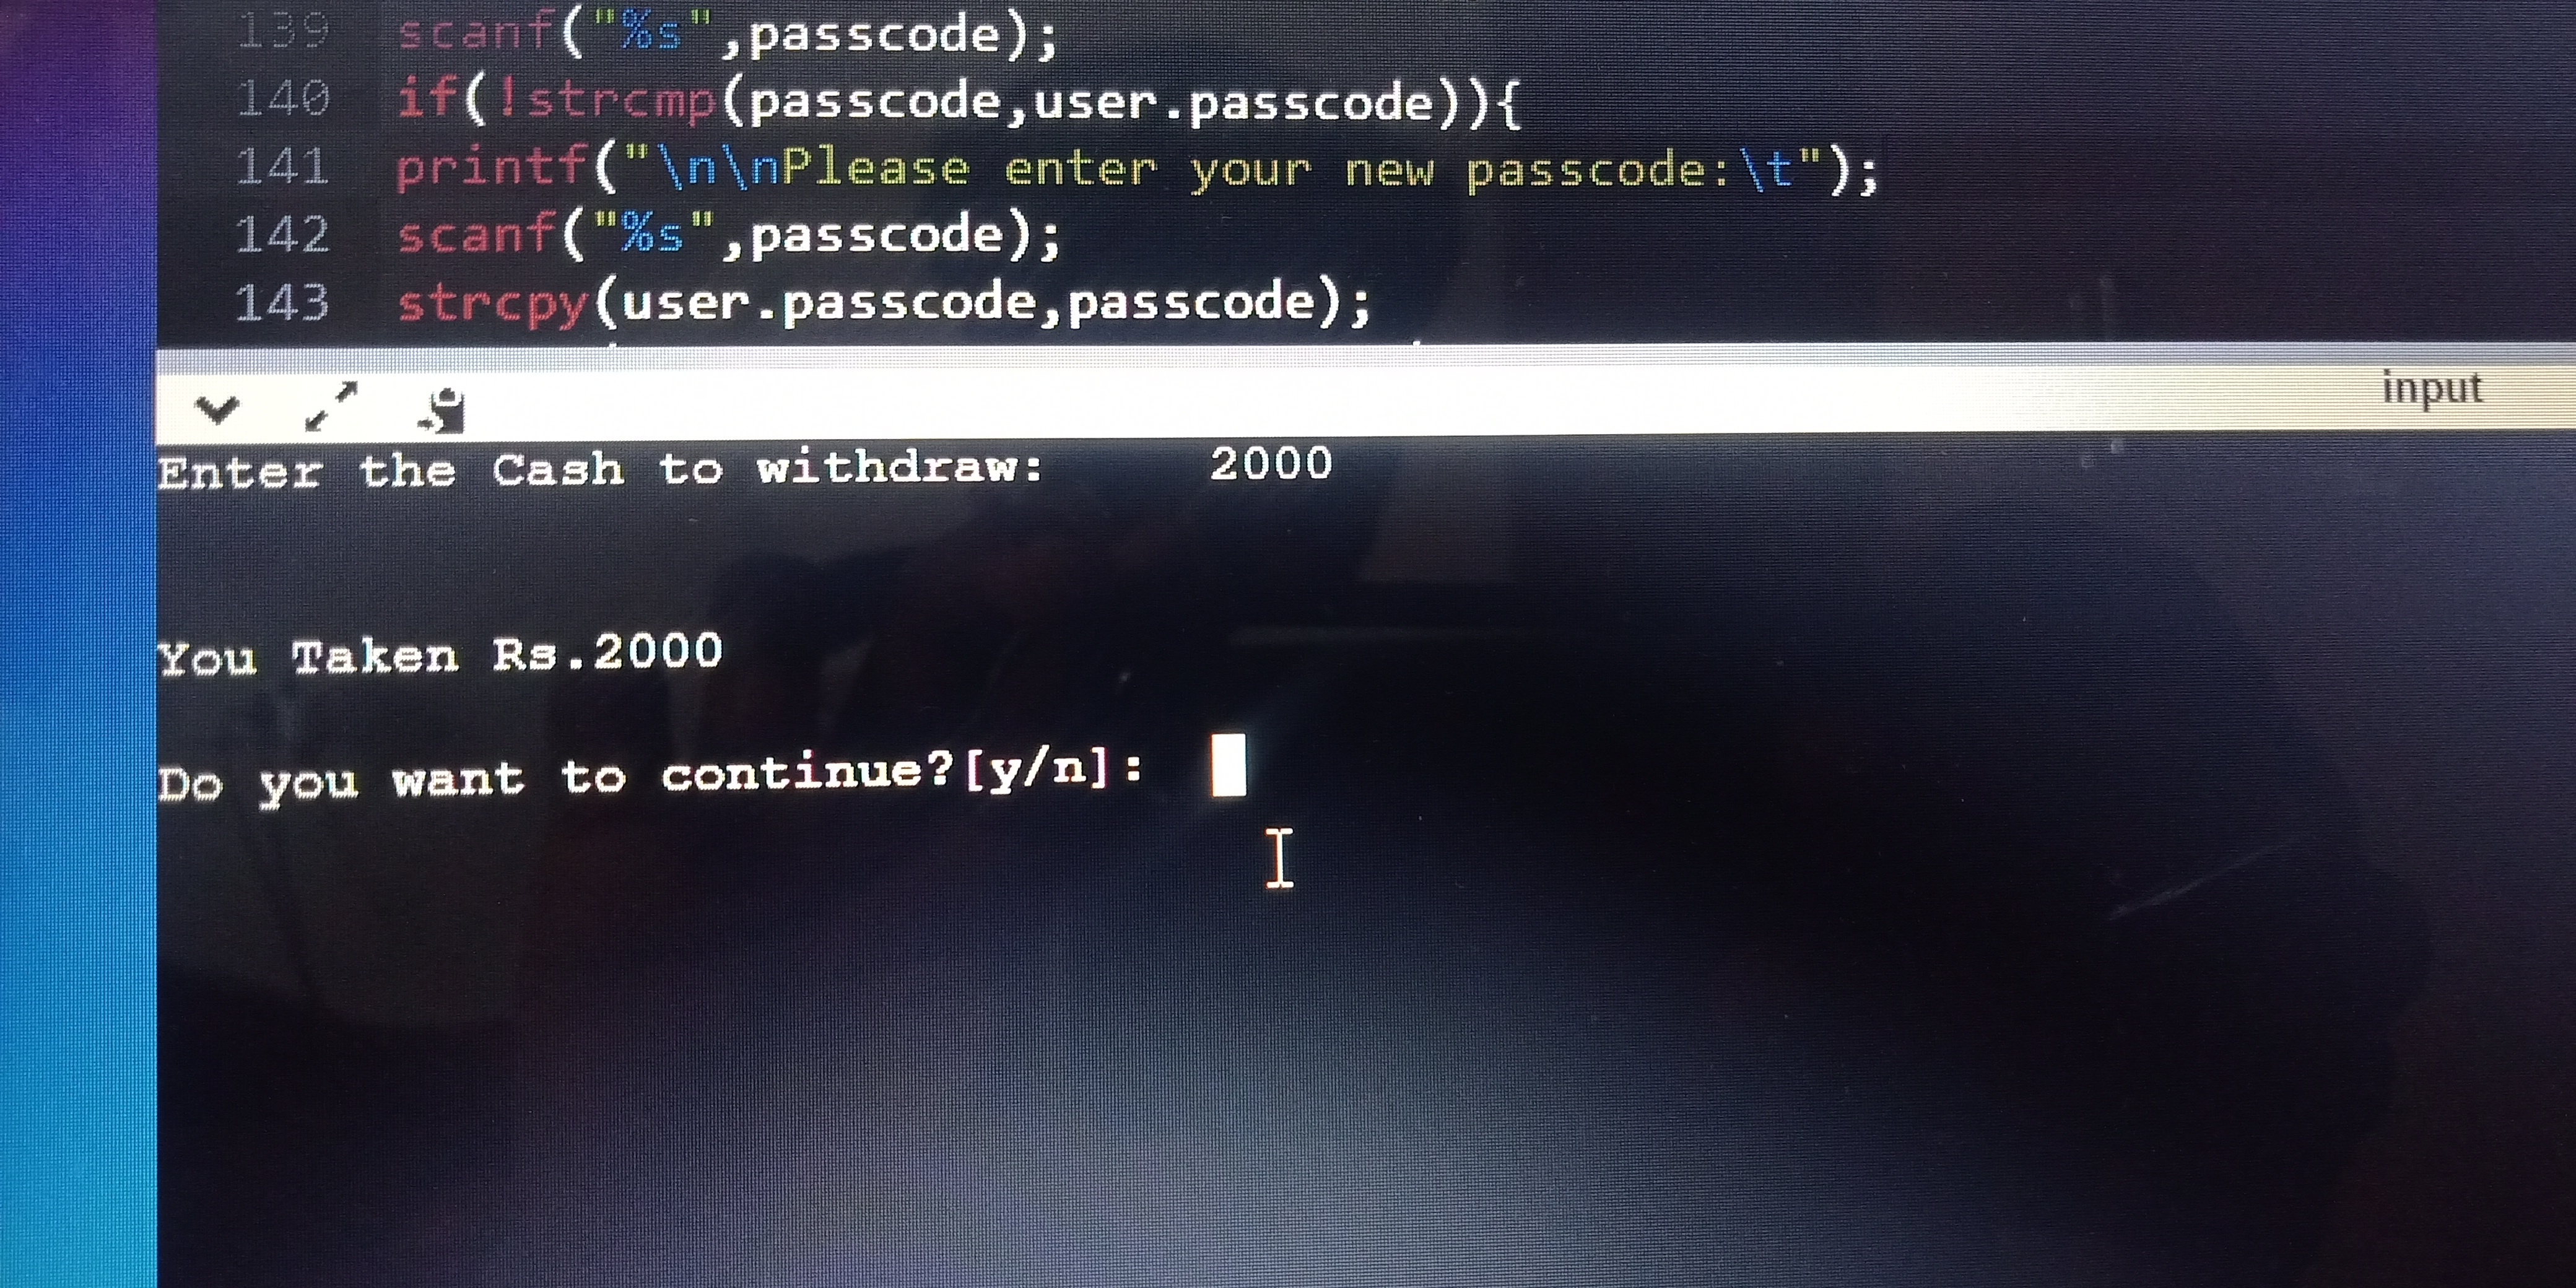 139 scanf("%s",passcode);
140 if(!strcmp(passcode,user.passcode)){
141 printf("\n\nPlease enter your new passcode:\t");
142 scanf("%s",passcode);
143 strcpy(user.passcode,passcode);
input
Enter the Cash to withdraw: 2000
You Taken Rs.2000
Do you want to continue?[y/n]: